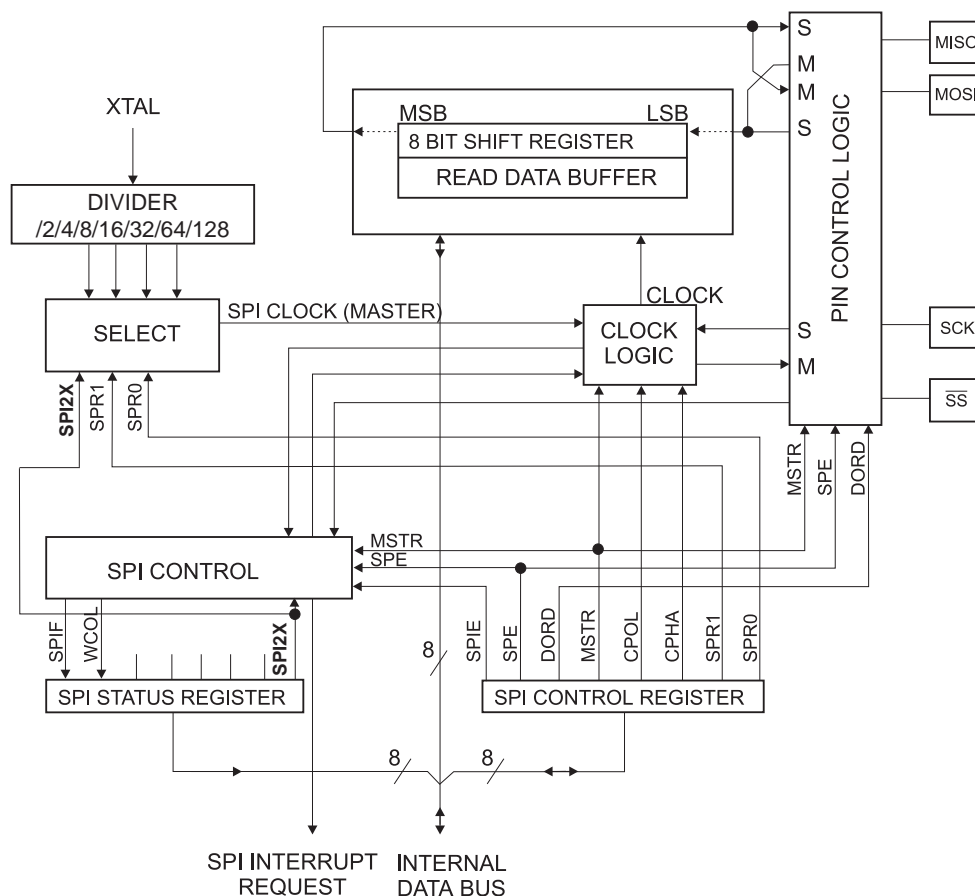 S
MISO
M
M
MOSI
XTAL
MSB
LSB
8 BIT SHIFT REGISTER
S
READ DATA BUFFER
PIN CONTROL LOGIC
DIVIDER
/2/4/8/16/32/64/128
SPI CLOCK (MASTER)
CLOCK
SELECT
CLOCK
LOGIC
S
SCK
M
SPI2X
SPR1
SPR0
SS
MSTR
SPE
DORD
MSTR
SPE
SPI CONTROL
SPIF
WCOL
SPI2X
8
SPIE
SPE
DORD
MSTR
CPOL
CPHA
SPR1
SPR0
SPI STATUS REGISTER
SPI CONTROL REGISTER
8
8
SPI INTERRUPT
REQUEST
INTERNAL
DATA BUS